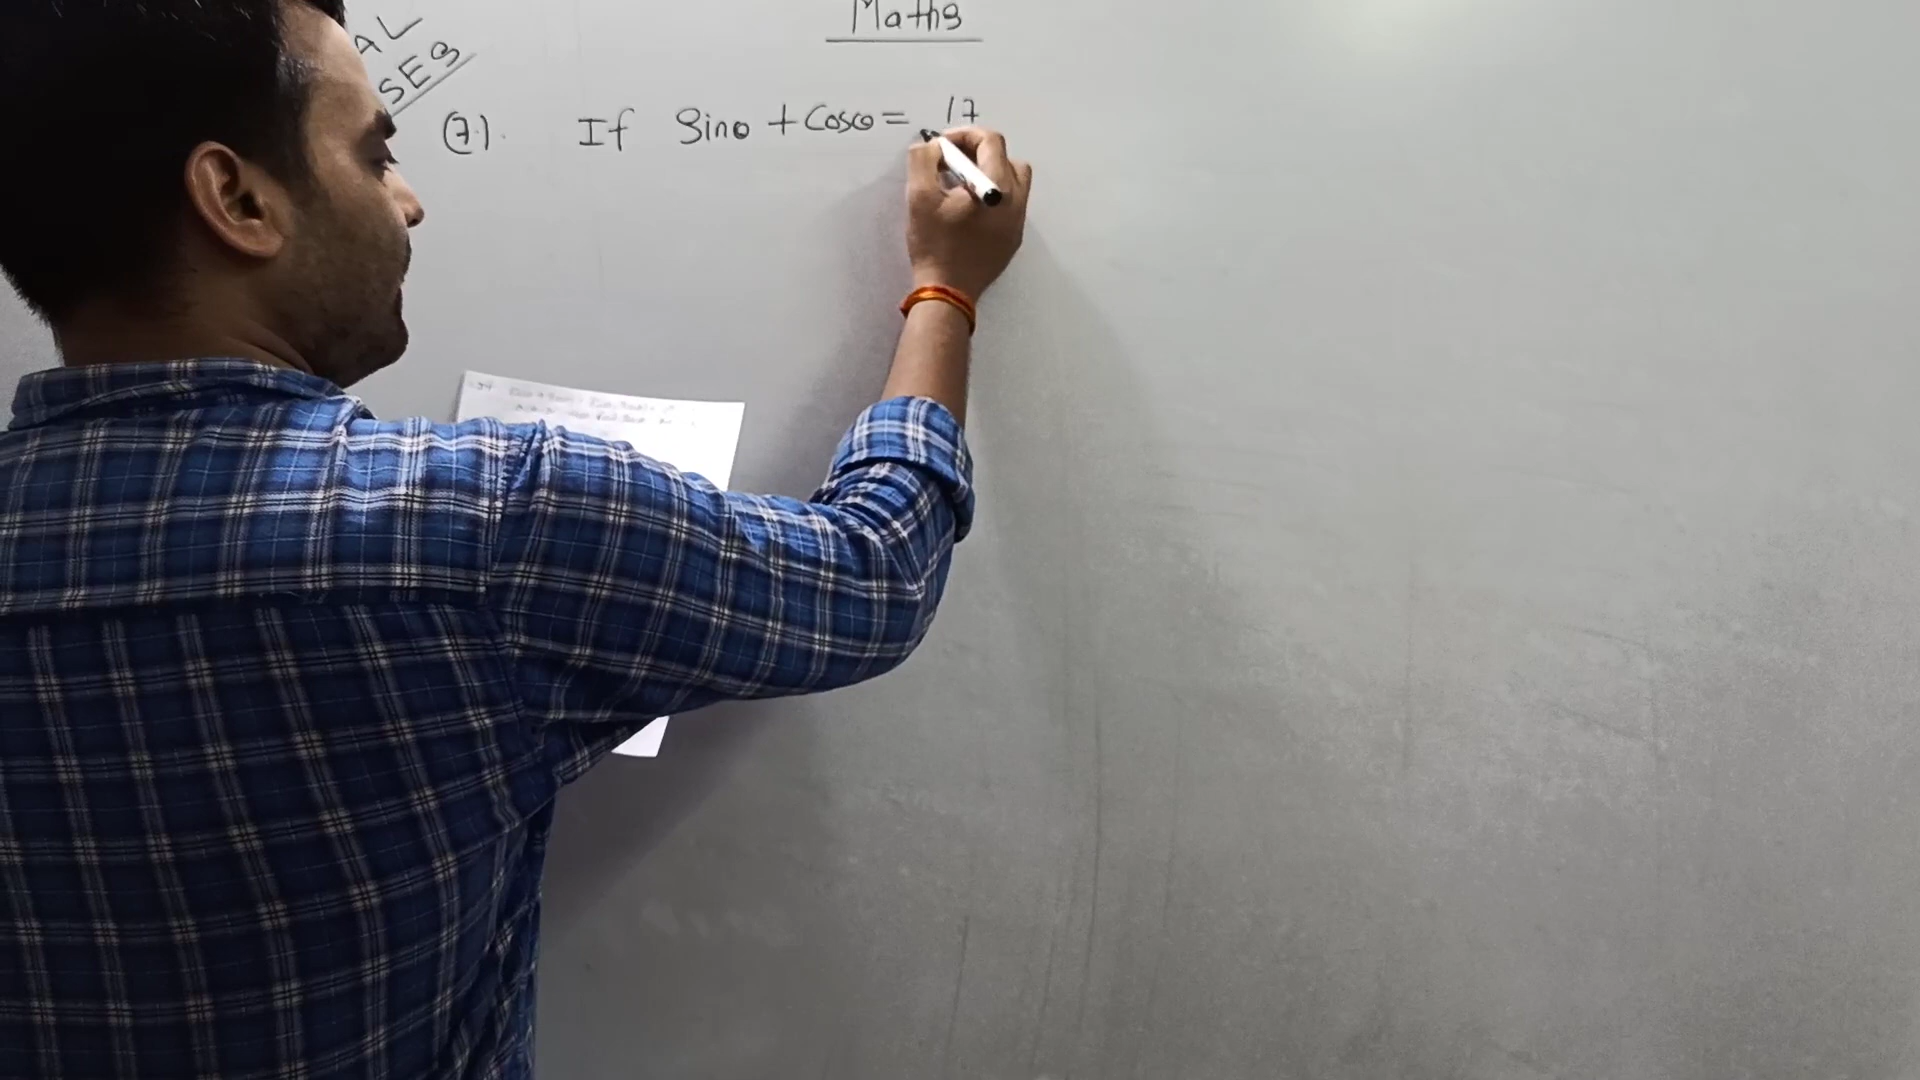 Maths
AL
SES
(7.). If Sinθ + Cosθ = 17